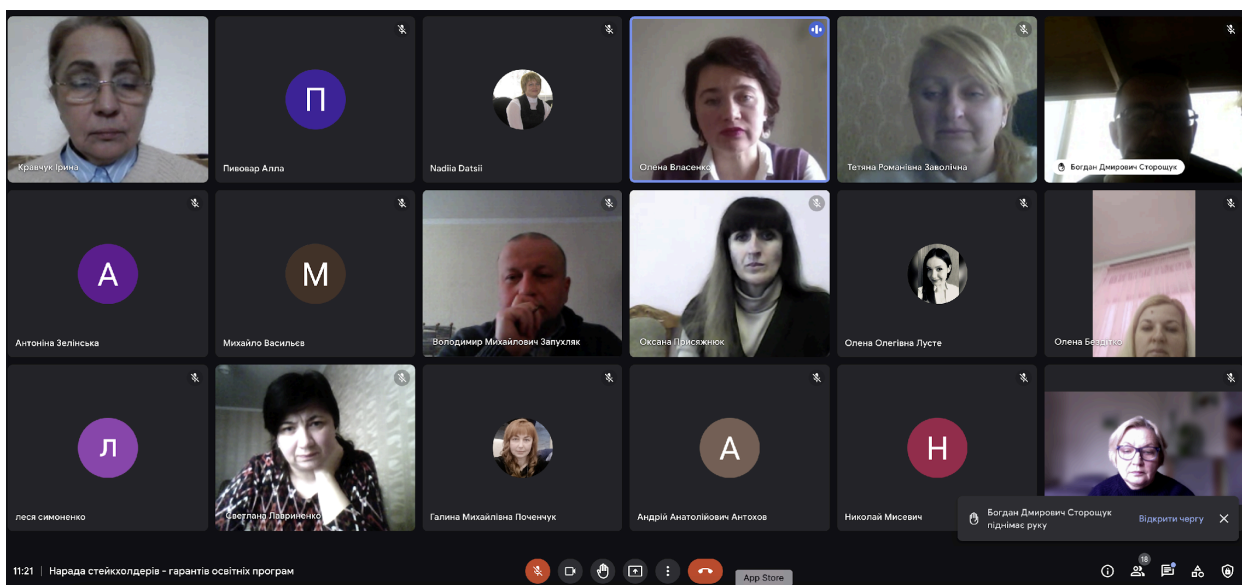 Кравчук Ірина
П
Пивовар Алла
Nadiia Datsii
Олена Власенко
Тетяна Романівна Заволічна
Богдан Дмирович Сторощук
А
Антоніна Зелінська
М
Михайло Васильєв
Володимир Михайлович Запухляк
Оксана Присяжнюк
Олена Олегівна Лусте
Олена Бездітко
Л
леся симоненко
Светлана Лавриненко
Галина Михайлівна Поченчук
А
Андрій Анатолійович Антохов
Н
Николай Мисевич
Богдан Дмирович Сторощук
піднімає руку
Відкрити чергу
11:21 | Нарада стейкхолдерів - гарантів освітніх програм
App Store
18